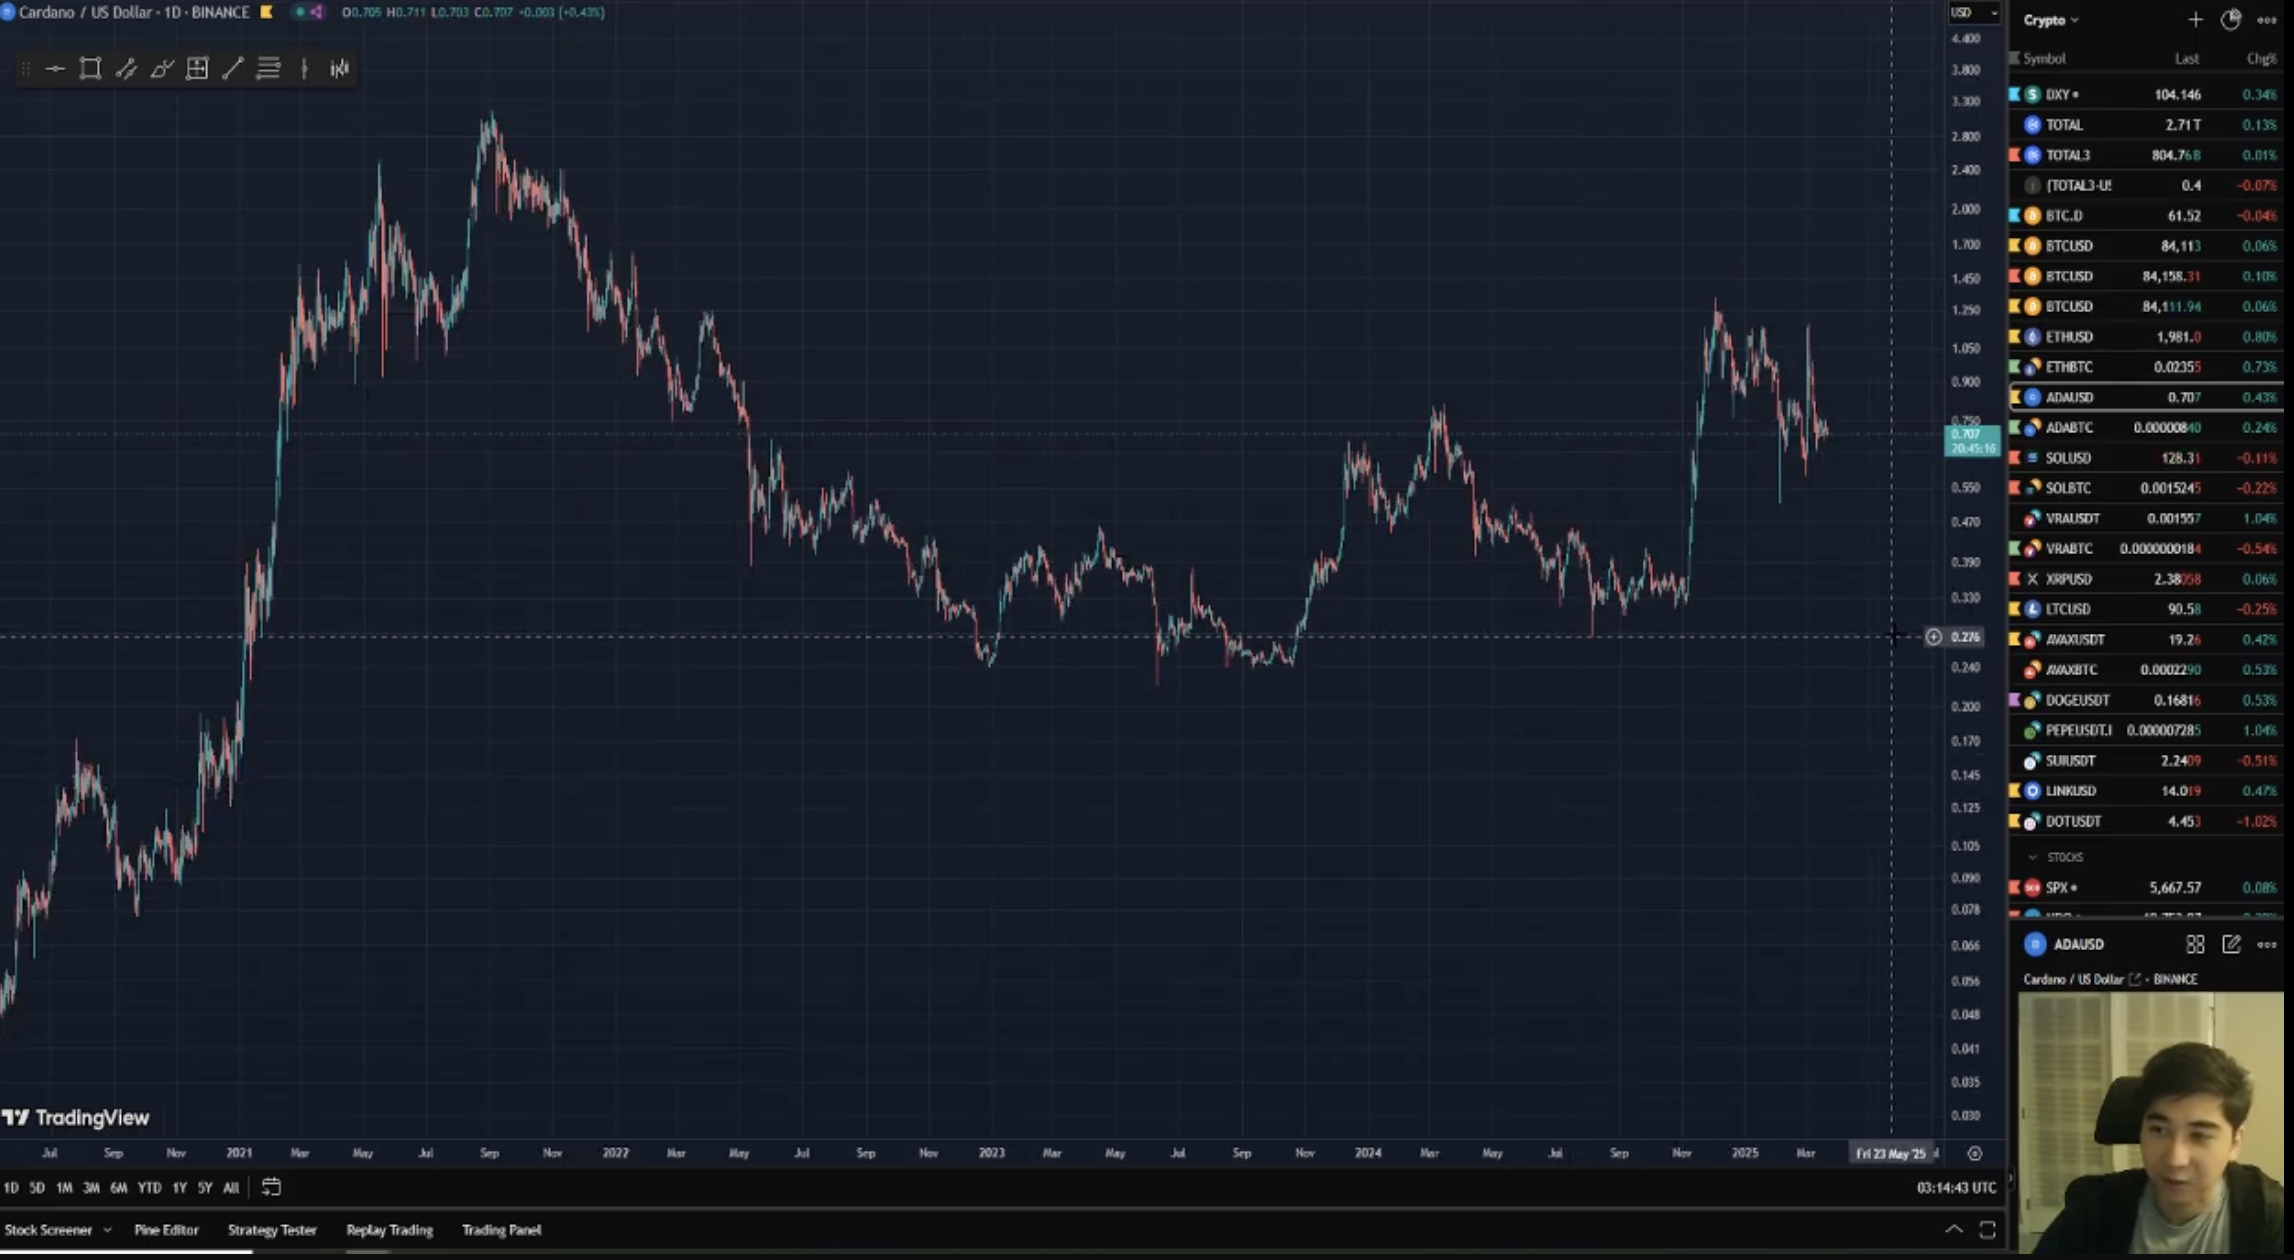 Cardano / US Dollar · 1D · BINANCE O0.705 H0.711 L0.703 C0.707 +0.003 (+0.43%)
USD
4.400
3.800
3.300
2.800
2.400
2.000
1.700
1.450
1.250
1.050
0.900
0.750
0.707
20:45:16
0.550
0.470
0.390
0.330
0.276
0.240
0.200
0.170
0.145
0.125
0.105
0.090
0.078
0.066
0.056
0.048
0.041
0.035
0.030
TradingView
Jul Sep Nov 2021 Mar May Jul Sep Nov 2022 Mar May Jul Sep Nov 2023 Mar May Jul Sep Nov 2024 Mar May Jul Sep Nov 2025 Mar Fri 23 May '25
1D 5D 1M 3M 6M YTD 1Y 5Y All
03:14:43 UTC
Stock Screener Pine Editor Strategy Tester Replay Trading Trading Panel
Crypto
Symbol Last Chg%
DXY 104.146 0.34%
TOTAL 2.71T 0.13%
TOTAL3 804.76B 0.01%
(TOTAL3-U! 0.4 -0.07%
BTC.D 61.52 -0.04%
BTCUSD 84,113 0.06%
BTCUSD 84,158.31 0.10%
BTCUSD 84,111.94 0.06%
ETHUSD 1,981.0 0.80%
ETHBTC 0.02355 0.73%
ADAUSD 0.707 0.43%
ADABTC 0.00000840 0.24%
SOLUSD 128.31 -0.11%
SOLBTC 0.0015245 -0.22%
VRAUSDT 0.001557 1.04%
VRABTC 0.0000000184 -0.54%
XRPUSD 2.38058 0.06%
LTCUSD 90.58 -0.25%
AVAXUSDT 19.26 0.42%
AVAXBTC 0.0002290 0.53%
DOGEUSDT 0.16816 0.53%
PEPEUSDT.I 0.000007285 1.04%
SUIUSDT 2.2409 -0.51%
LINKUSD 14.019 0.47%
DOTUSDT 4.453 -1.02%
STOCKS
SPX 5,667.57 0.08%
ADAUSD
Cardano / US Dollar · BINANCE